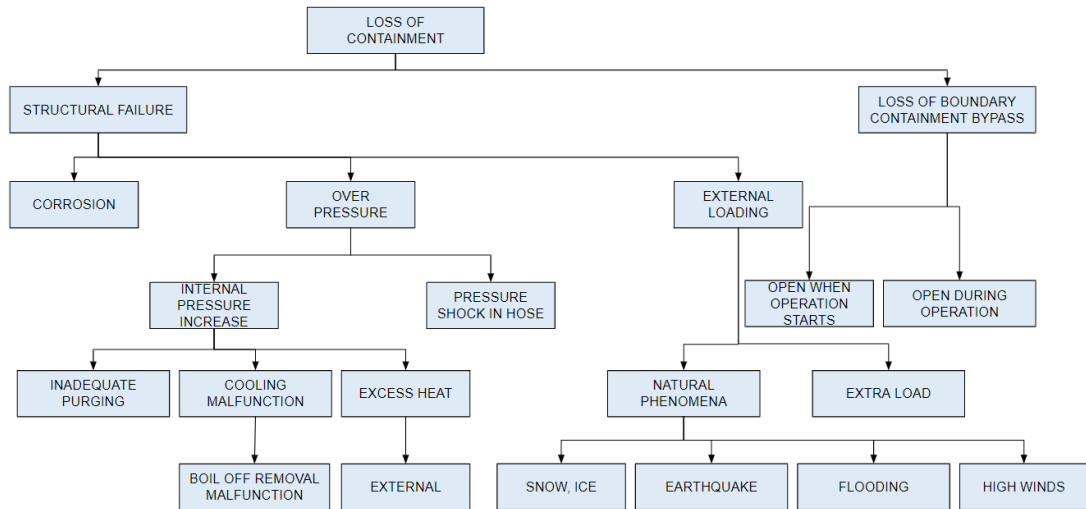 LOSS OF
CONTAINMENT
STRUCTURAL FAILURE
LOSS OF BOUNDARY
CONTAINMENT BYPASS
CORROSION
OVER
PRESSURE
EXTERNAL
LOADING
INTERNAL
PRESSURE
INCREASE
PRESSURE
SHOCK IN HOSE
OPEN WHEN
OPERATION
STARTS
OPEN DURING
OPERATION
INADEQUATE
PURGING
COOLING
MALFUNCTION
EXCESS HEAT
NATURAL
PHENOMENA
EXTRA LOAD
BOIL OFF REMOVAL
MALFUNCTION
EXTERNAL
SNOW, ICE
EARTHQUAKE
FLOODING
HIGH WINDS